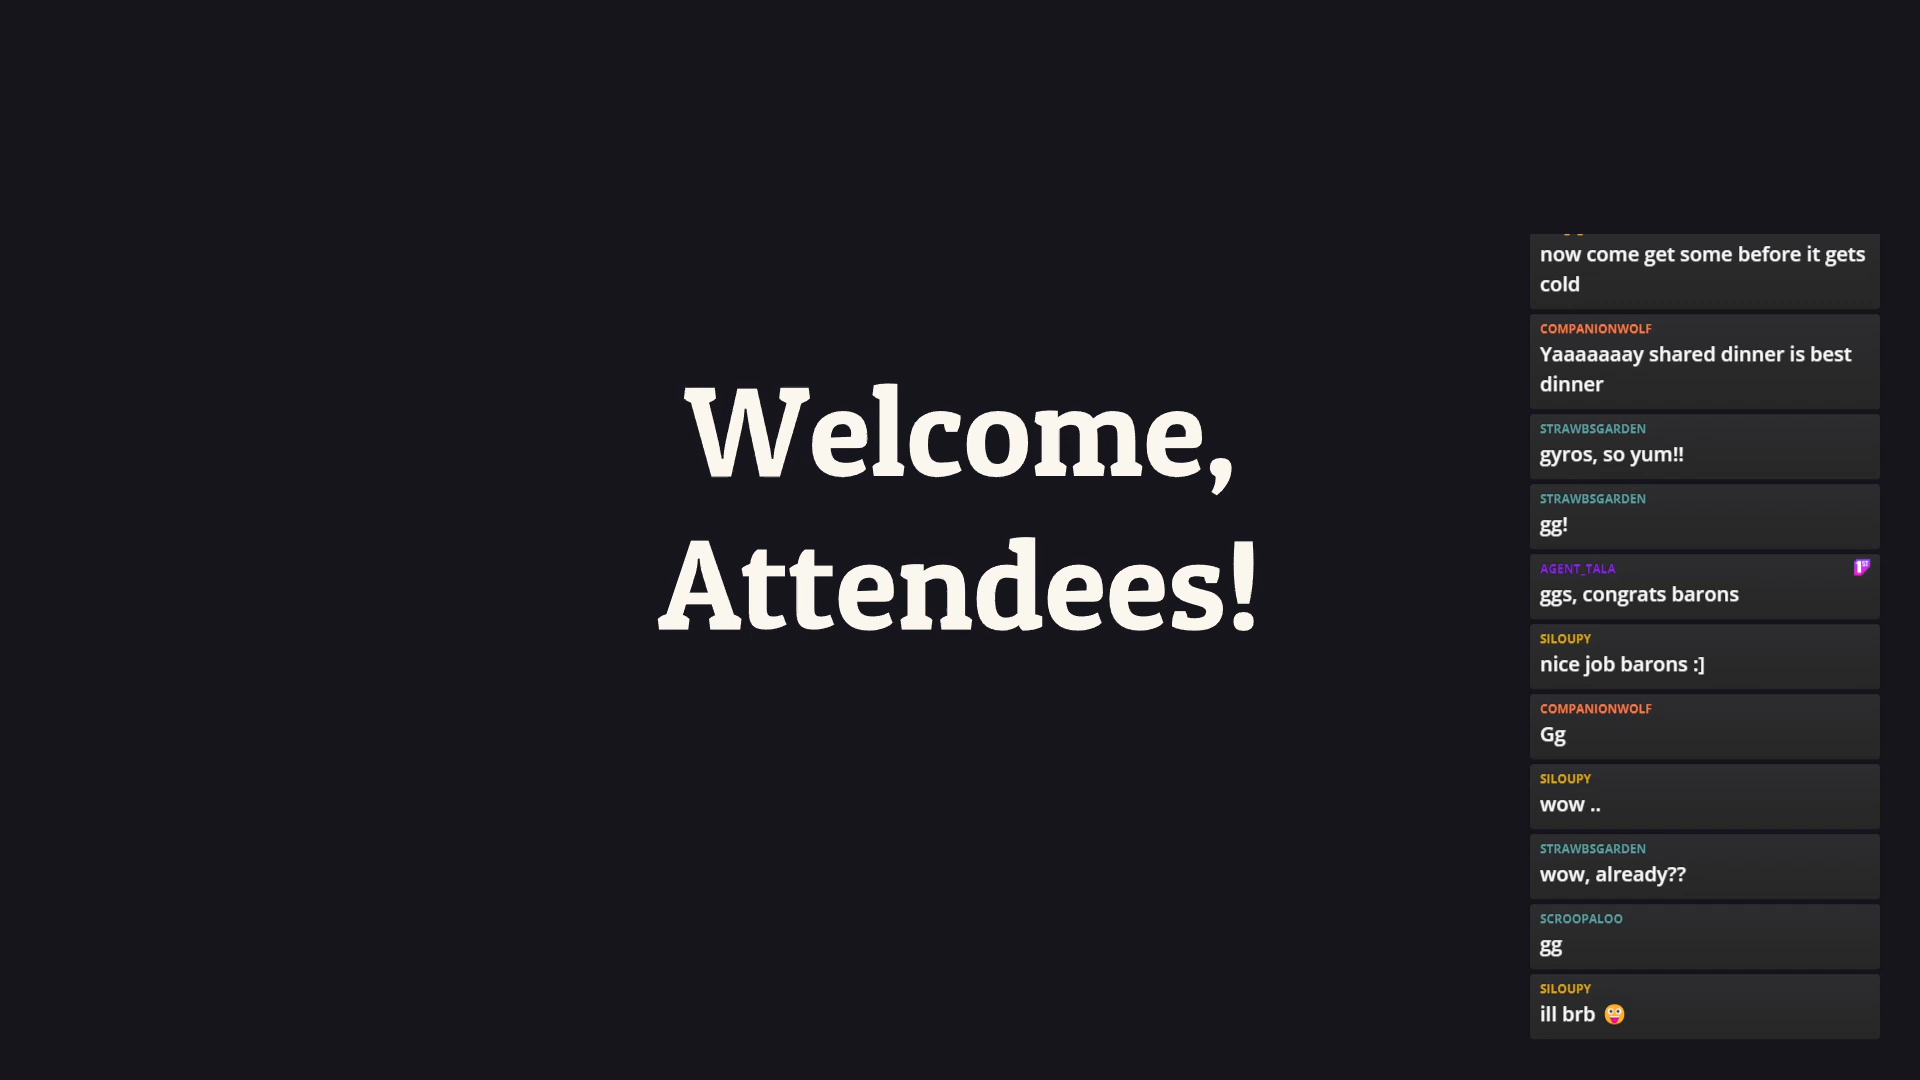 Welcome,
Attendees!
now come get some before it gets
cold
COMPANIONWOLF
Yaaaaaaay shared dinner is best
dinner
STRAWBSGARDEN
gyros, so yum!!
STRAWBSGARDEN
gg!
AGENT_TALA
1ST
ggs, congrats barons
SILOUPY
nice job barons :]
COMPANIONWOLF
Gg
SILOUPY
wow ..
STRAWBSGARDEN
wow, already??
SCROOPALOO
gg
SILOUPY
ill brb 😜